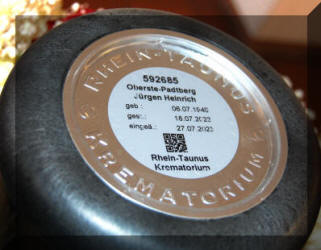 RHEIN-TAUNUS
KREMATORIUM
592685
Oberste-Padtberg
Jürgen Heinrich
geb.: 06.07.1940
gest.: 16.07.2023
eingeä.: 27.07.2023
Rhein-Taunus
Krematorium